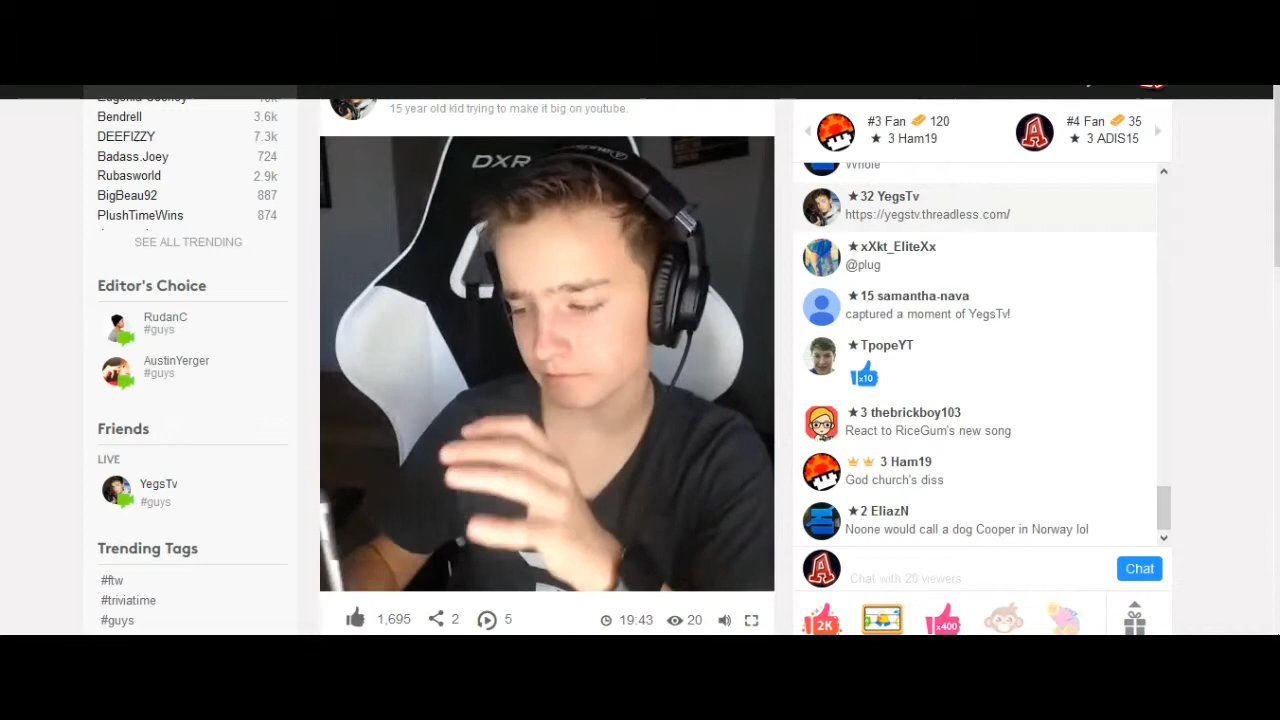 Bendrell 3.6k
DEEFIZZY 7.3k
Badass.Joey 724
Rubasworld 2.9k
BigBeau92 887
PlushTimeWins 874
SEE ALL TRENDING
Editor's Choice
RudanC
#guys
AustinYerger
#guys
Friends
LIVE
YegsTv
#guys
Trending Tags
#ftw
#triviatime
#guys
15 year old kid trying to make it big on youtube.
DXR
1,695 2 5 19:43 20
#3 Fan 120
★ 3 Ham19
#4 Fan 35
★ 3 ADIS15
Whole
★32 YegsTv
https://yegstv.threadless.com/
★xXkt_EliteXx
@plug
★15 samantha-nava
captured a moment of YegsTv!
★TpopeYT
x10
★3 thebrickboy103
React to RiceGum's new song
3 Ham19
God church's diss
★2 EliazN
Noone would call a dog Cooper in Norway lol
Chat with 20 viewers
Chat
2K
x400